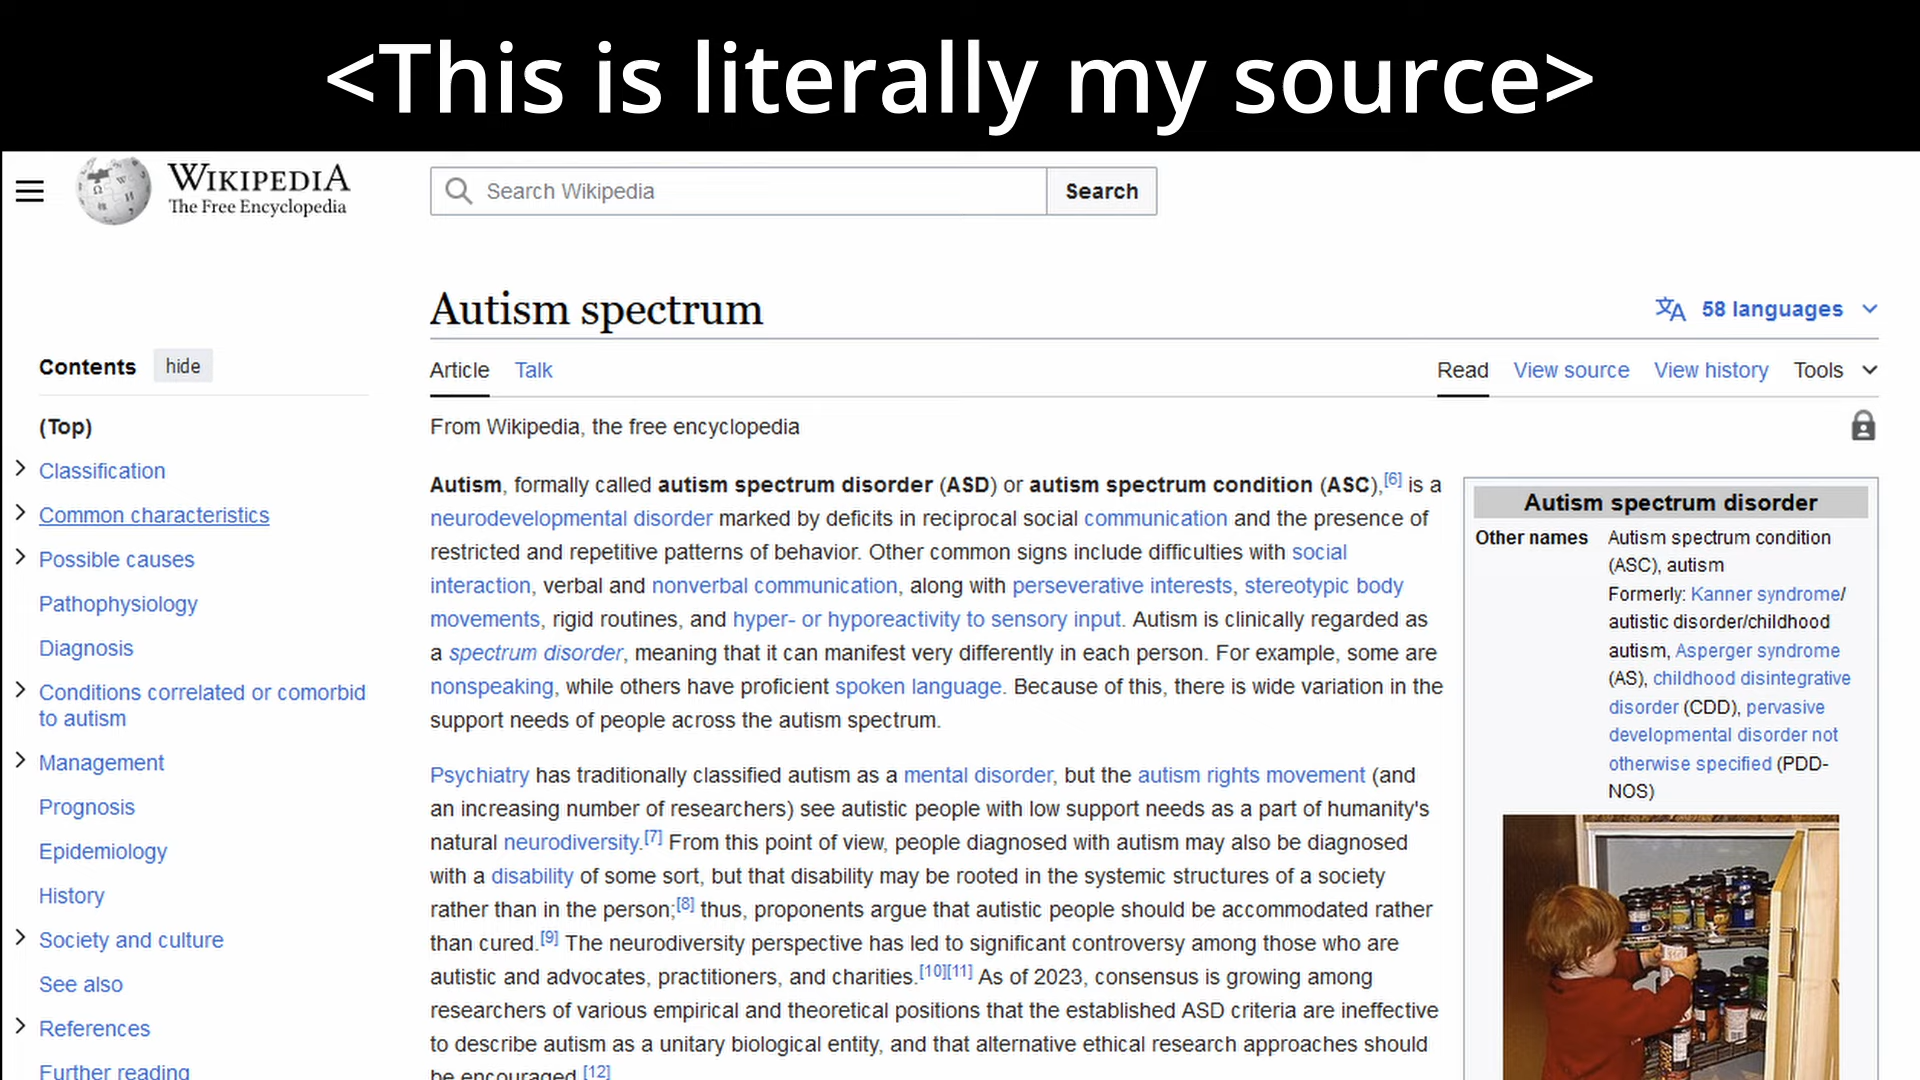 <This is literally my source>
WIKIPEDIA
The Free Encyclopedia
Search Wikipedia
Search
Autism spectrum
58 languages
Contents hide
Article Talk
Read View source View history Tools
From Wikipedia, the free encyclopedia
(Top)
Classification
Common characteristics
Possible causes
Pathophysiology
Diagnosis
Conditions correlated or comorbid
to autism
Management
Prognosis
Epidemiology
History
Society and culture
See also
References
Further reading
Autism, formally called autism spectrum disorder (ASD) or autism spectrum condition (ASC),[6] is a
neurodevelopmental disorder marked by deficits in reciprocal social communication and the presence of
restricted and repetitive patterns of behavior. Other common signs include difficulties with social
interaction, verbal and nonverbal communication, along with perseverative interests, stereotypic body
movements, rigid routines, and hyper- or hyporeactivity to sensory input. Autism is clinically regarded as
a spectrum disorder, meaning that it can manifest very differently in each person. For example, some are
nonspeaking, while others have proficient spoken language. Because of this, there is wide variation in the
support needs of people across the autism spectrum.
Psychiatry has traditionally classified autism as a mental disorder, but the autism rights movement (and
an increasing number of researchers) see autistic people with low support needs as a part of humanity's
natural neurodiversity.[7] From this point of view, people diagnosed with autism may also be diagnosed
with a disability of some sort, but that disability may be rooted in the systemic structures of a society
rather than in the person;[8] thus, proponents argue that autistic people should be accommodated rather
than cured.[9] The neurodiversity perspective has led to significant controversy among those who are
autistic and advocates, practitioners, and charities.[10][11] As of 2023, consensus is growing among
researchers of various empirical and theoretical positions that the established ASD criteria are ineffective
to describe autism as a unitary biological entity, and that alternative ethical research approaches should
be encouraged.[12]
Autism spectrum disorder
Other names Autism spectrum condition
(ASC), autism
Formerly: Kanner syndrome/
autistic disorder/childhood
autism, Asperger syndrome
(AS), childhood disintegrative
disorder (CDD), pervasive
developmental disorder not
otherwise specified (PDD-
NOS)